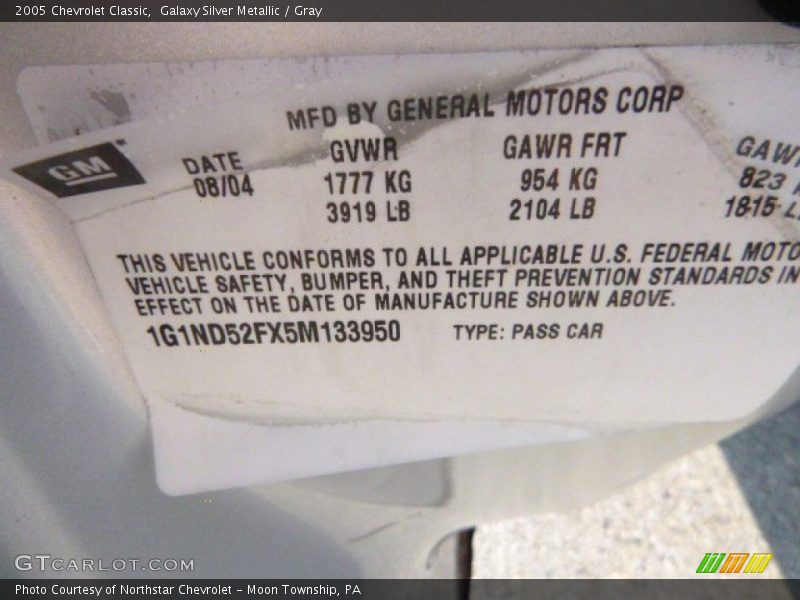 2005 Chevrolet Classic, Galaxy Silver Metallic / Gray
MFD BY GENERAL MOTORS CORP
GM
DATE GVWR GAWR FRT GAWR
08/04 1777 KG 954 KG 823
3919 LB 2104 LB 1815
THIS VEHICLE CONFORMS TO ALL APPLICABLE U.S. FEDERAL MOTO
VEHICLE SAFETY, BUMPER, AND THEFT PREVENTION STANDARDS IN
EFFECT ON THE DATE OF MANUFACTURE SHOWN ABOVE.
1G1ND52FX5M133950 TYPE: PASS CAR
GTCARLOT.COM
Photo Courtesy of Northstar Chevrolet - Moon Township, PA